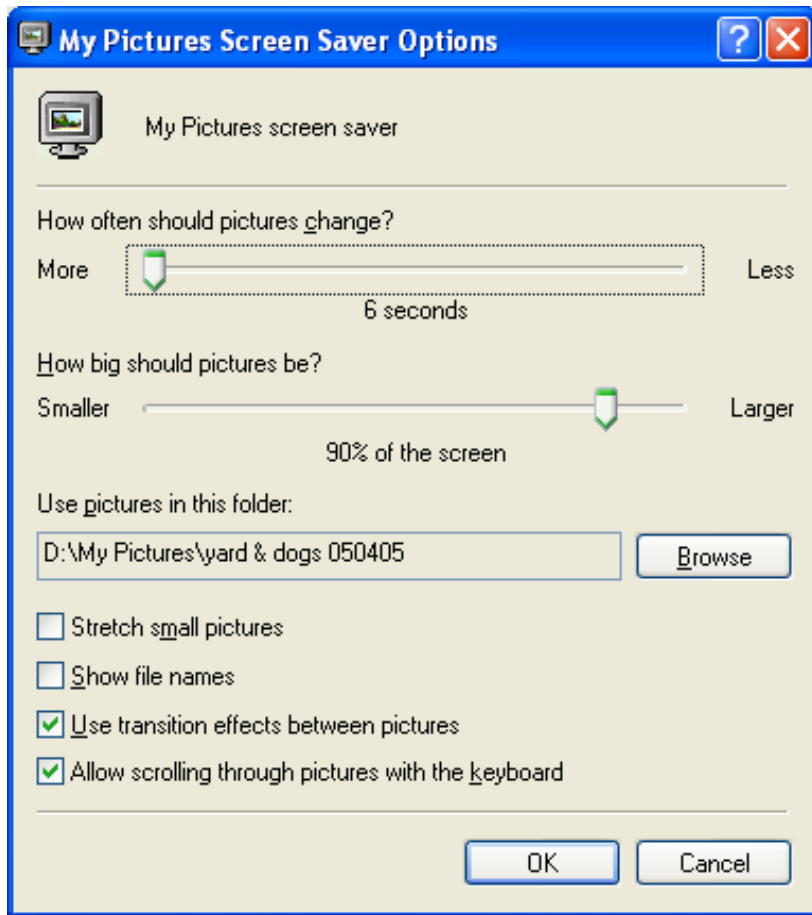 My Pictures Screen Saver Options
My Pictures screen saver
How often should pictures change?
More Less
6 seconds
How big should pictures be?
Smaller Larger
90% of the screen
Use pictures in this folder:
D:\My Pictures\yard & dogs 050405 Browse
Stretch small pictures
Show file names
Use transition effects between pictures
Allow scrolling through pictures with the keyboard
OK Cancel